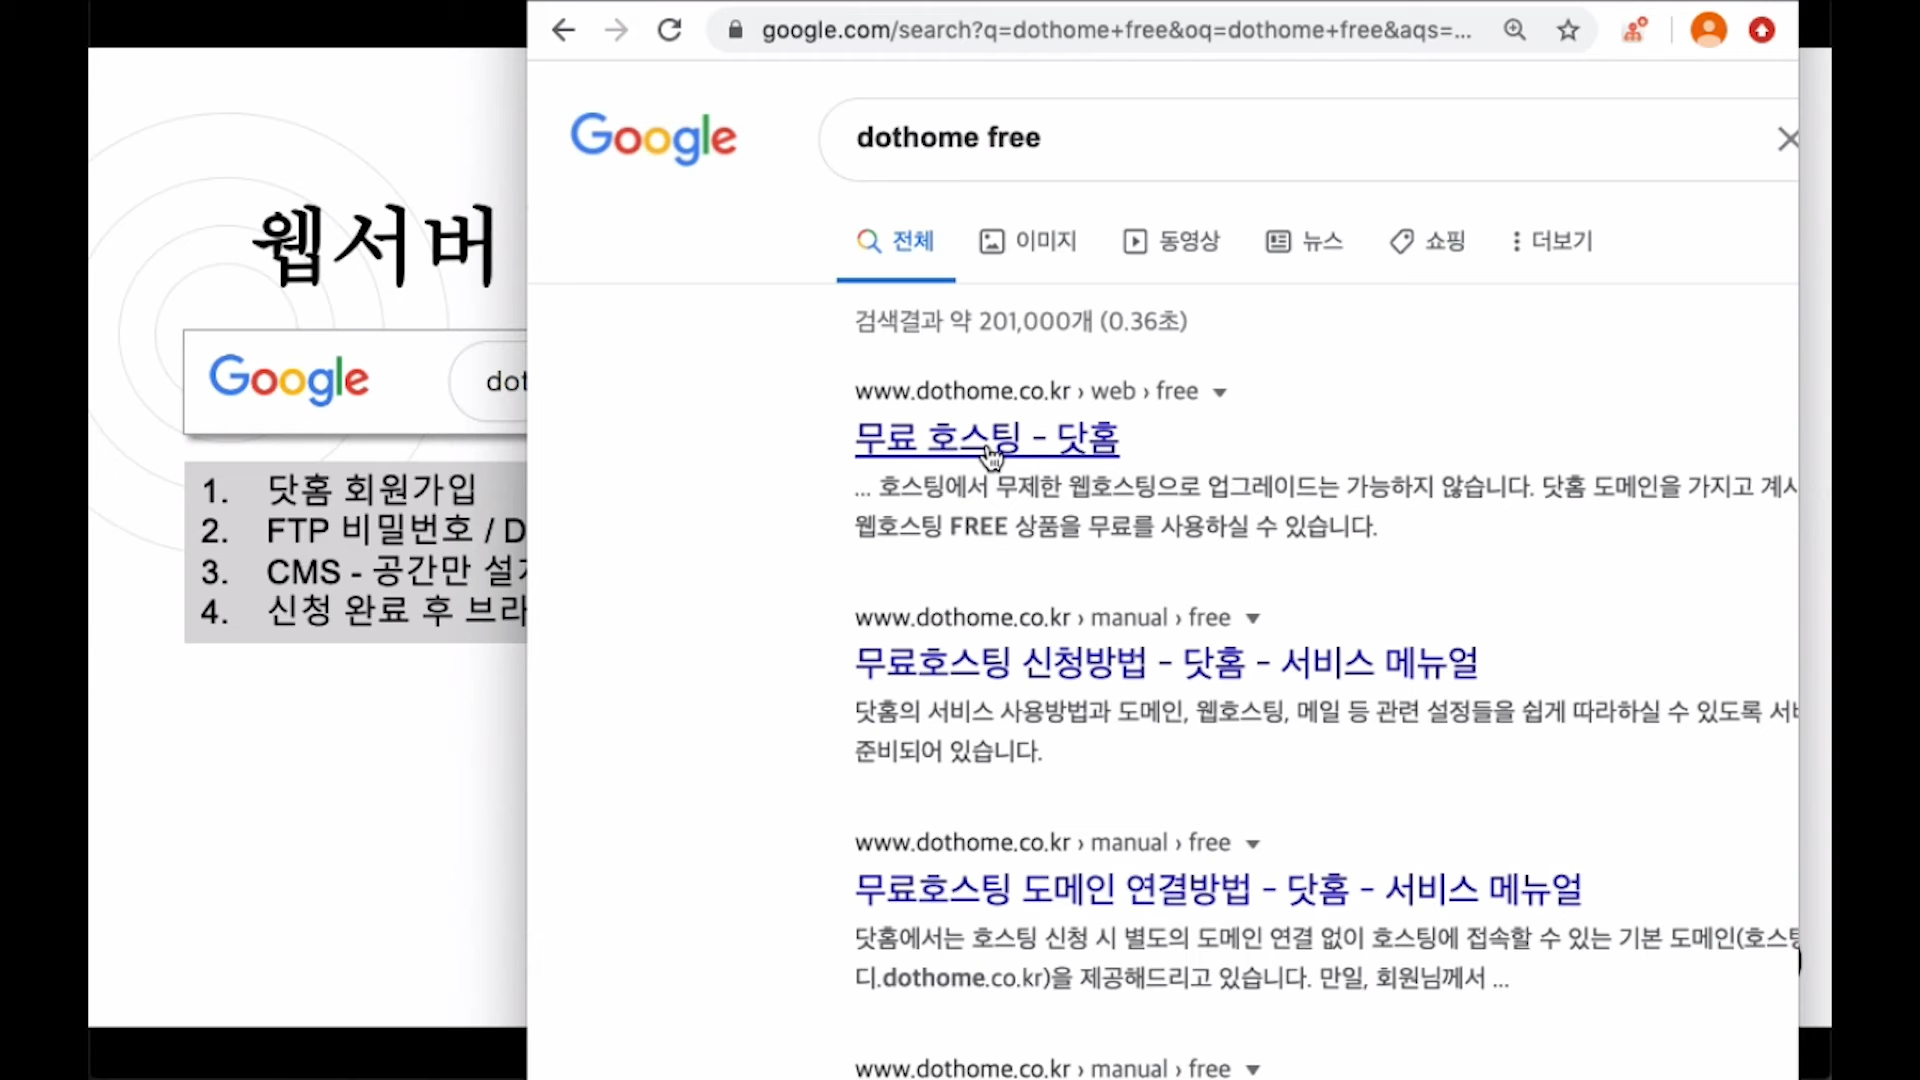 google.com/search?q=dothome+free&oq=dothome+free&aqs=...
Google
dothome free
전체
이미지
동영상
뉴스
쇼핑
더보기
검색결과 약 201,000개 (0.36초)
www.dothome.co.kr › web › free
무료 호스팅 - 닷홈
... 호스팅에서 무제한 웹호스팅으로 업그레이드는 가능하지 않습니다. 닷홈 도메인을 가지고 계시
웹호스팅 FREE 상품을 무료를 사용하실 수 있습니다.
www.dothome.co.kr › manual › free
무료호스팅 신청방법 - 닷홈 - 서비스 메뉴얼
닷홈의 서비스 사용방법과 도메인, 웹호스팅, 메일 등 관련 설정들을 쉽게 따라하실 수 있도록 서비
준비되어 있습니다.
www.dothome.co.kr › manual › free
무료호스팅 도메인 연결방법 - 닷홈 - 서비스 메뉴얼
닷홈에서는 호스팅 신청 시 별도의 도메인 연결 없이 호스팅에 접속할 수 있는 기본 도메인(호스팅
디.dothome.co.kr)을 제공해드리고 있습니다. 만일, 회원님께서 ...
www.dothome.co.kr › manual › free
웹서버
Google
dot
1. 닷홈 회원가입
2. FTP 비밀번호 / D
3. CMS - 공간만 설
4. 신청 완료 후 브라